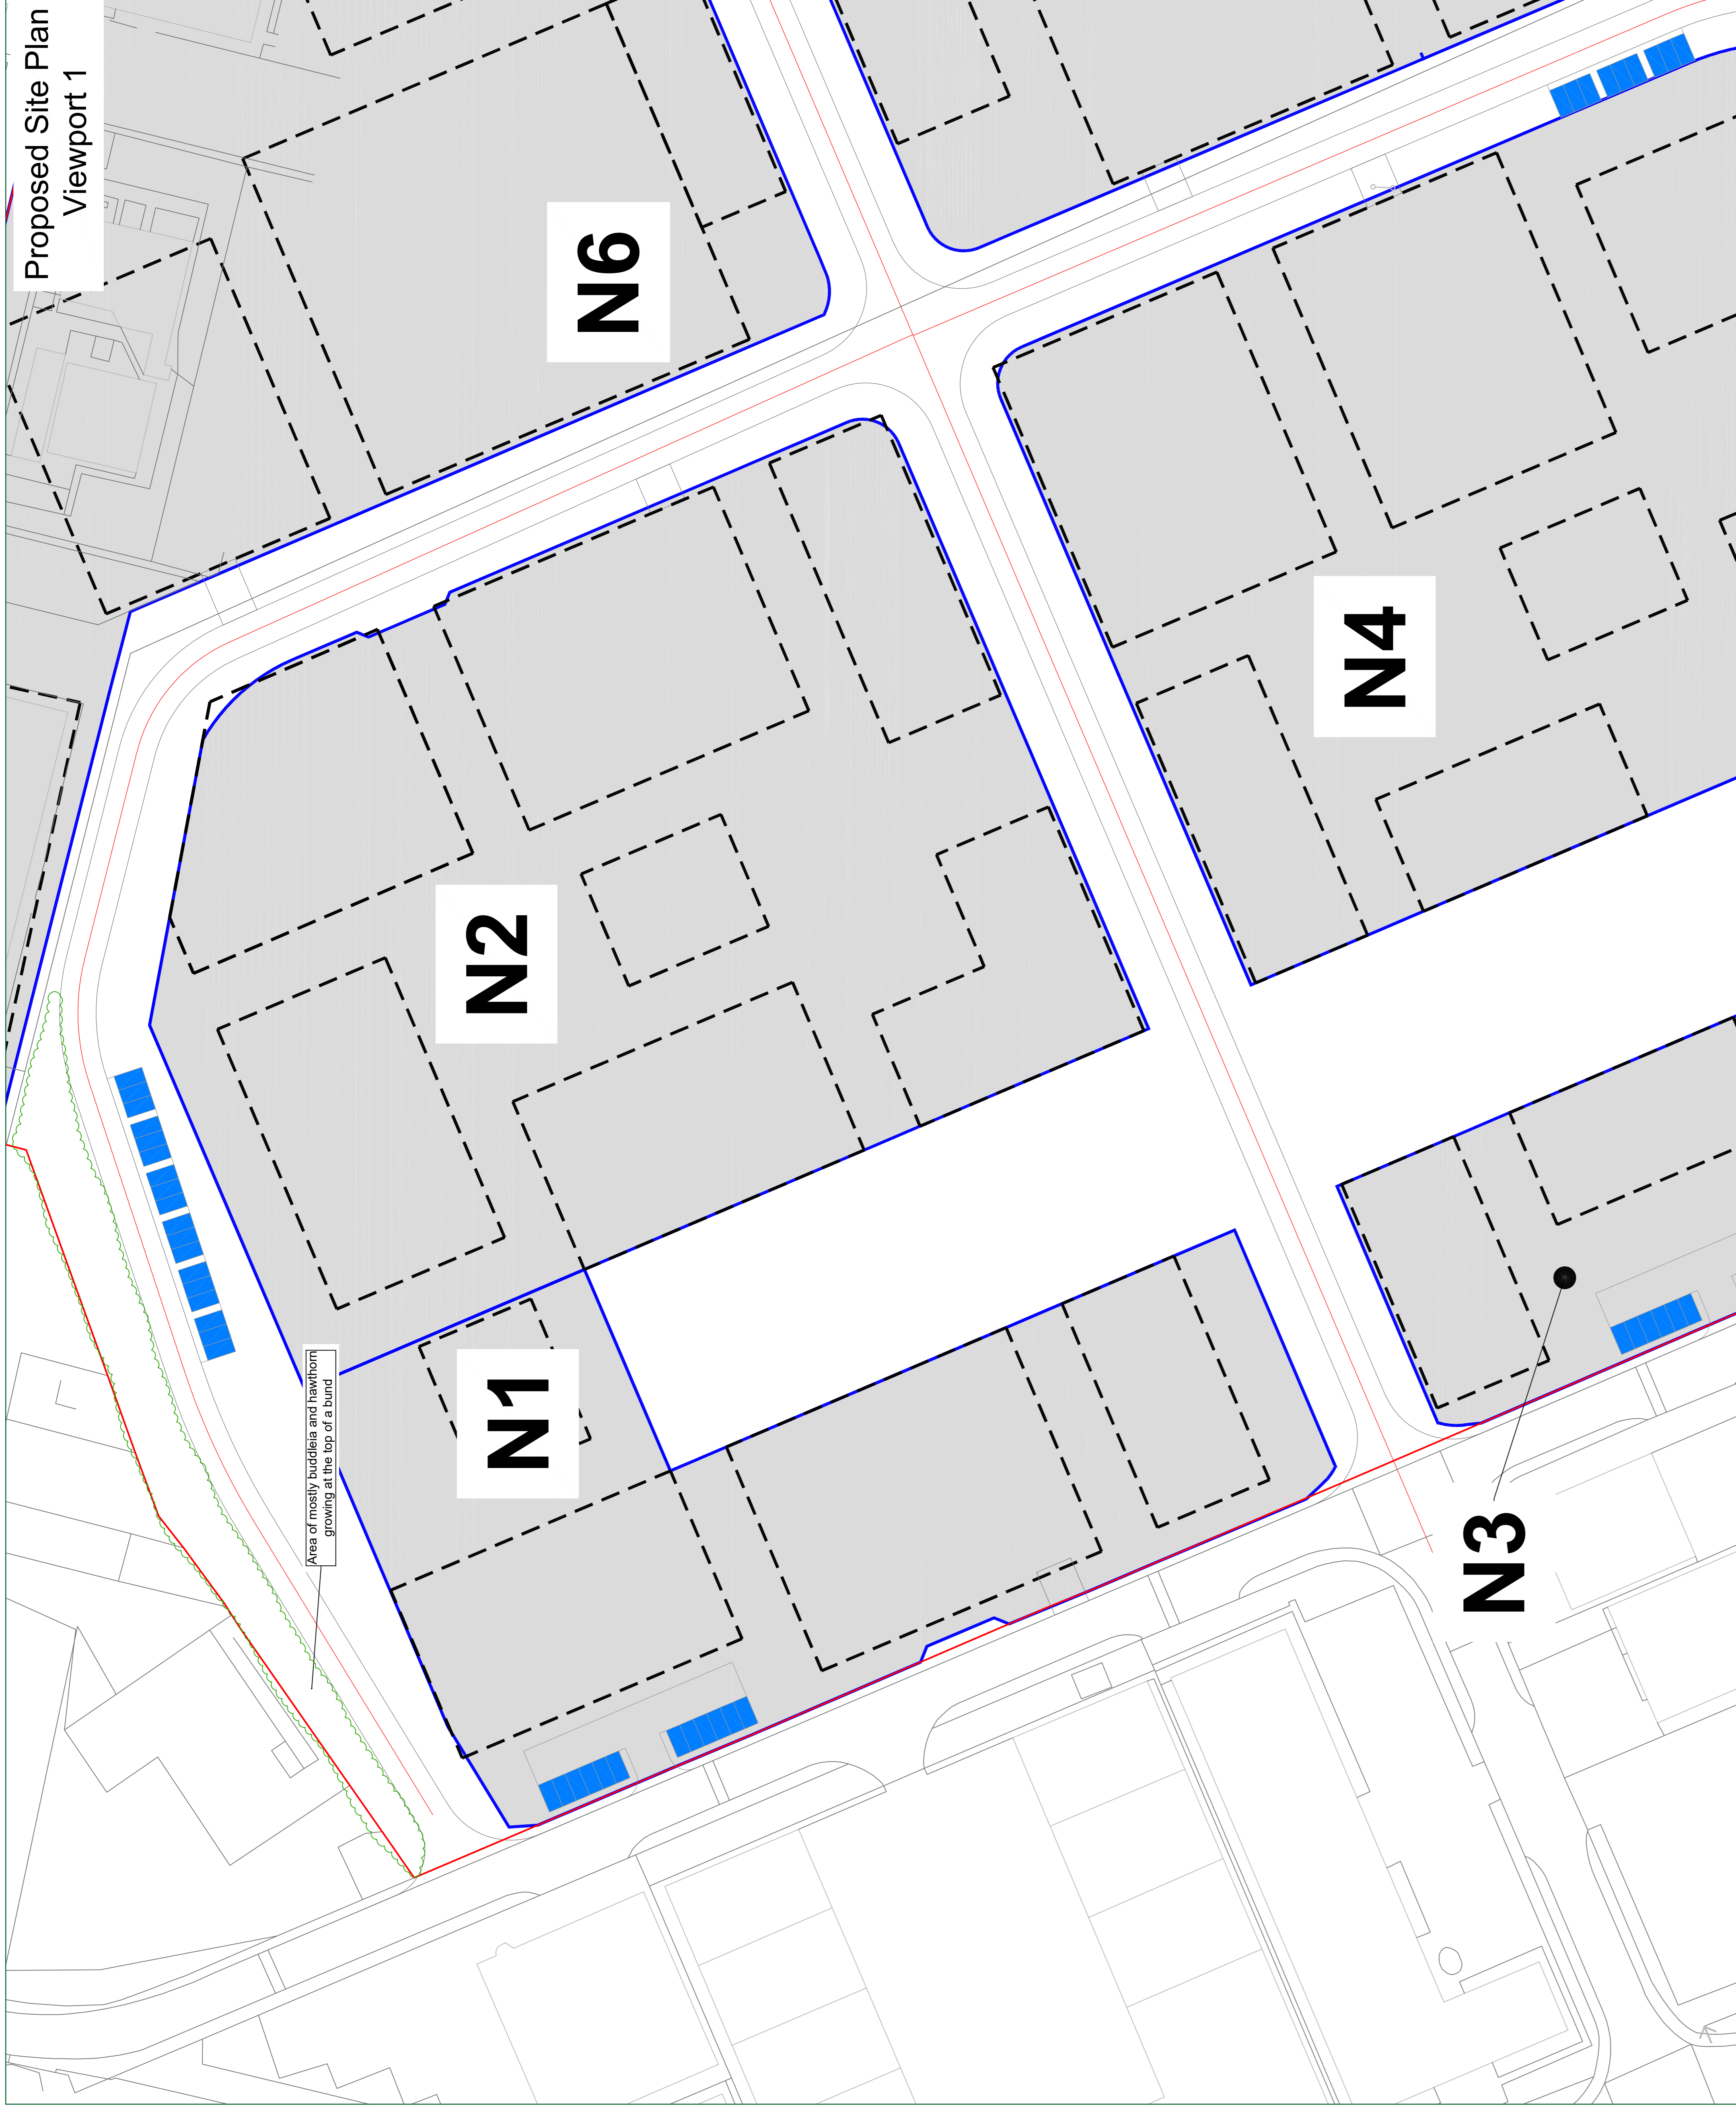 Proposed Site Plan
Viewport 1
N6
N2
N4
N1
Area of mostly buddleia and hawthorn
growing at the top of a bund
N3